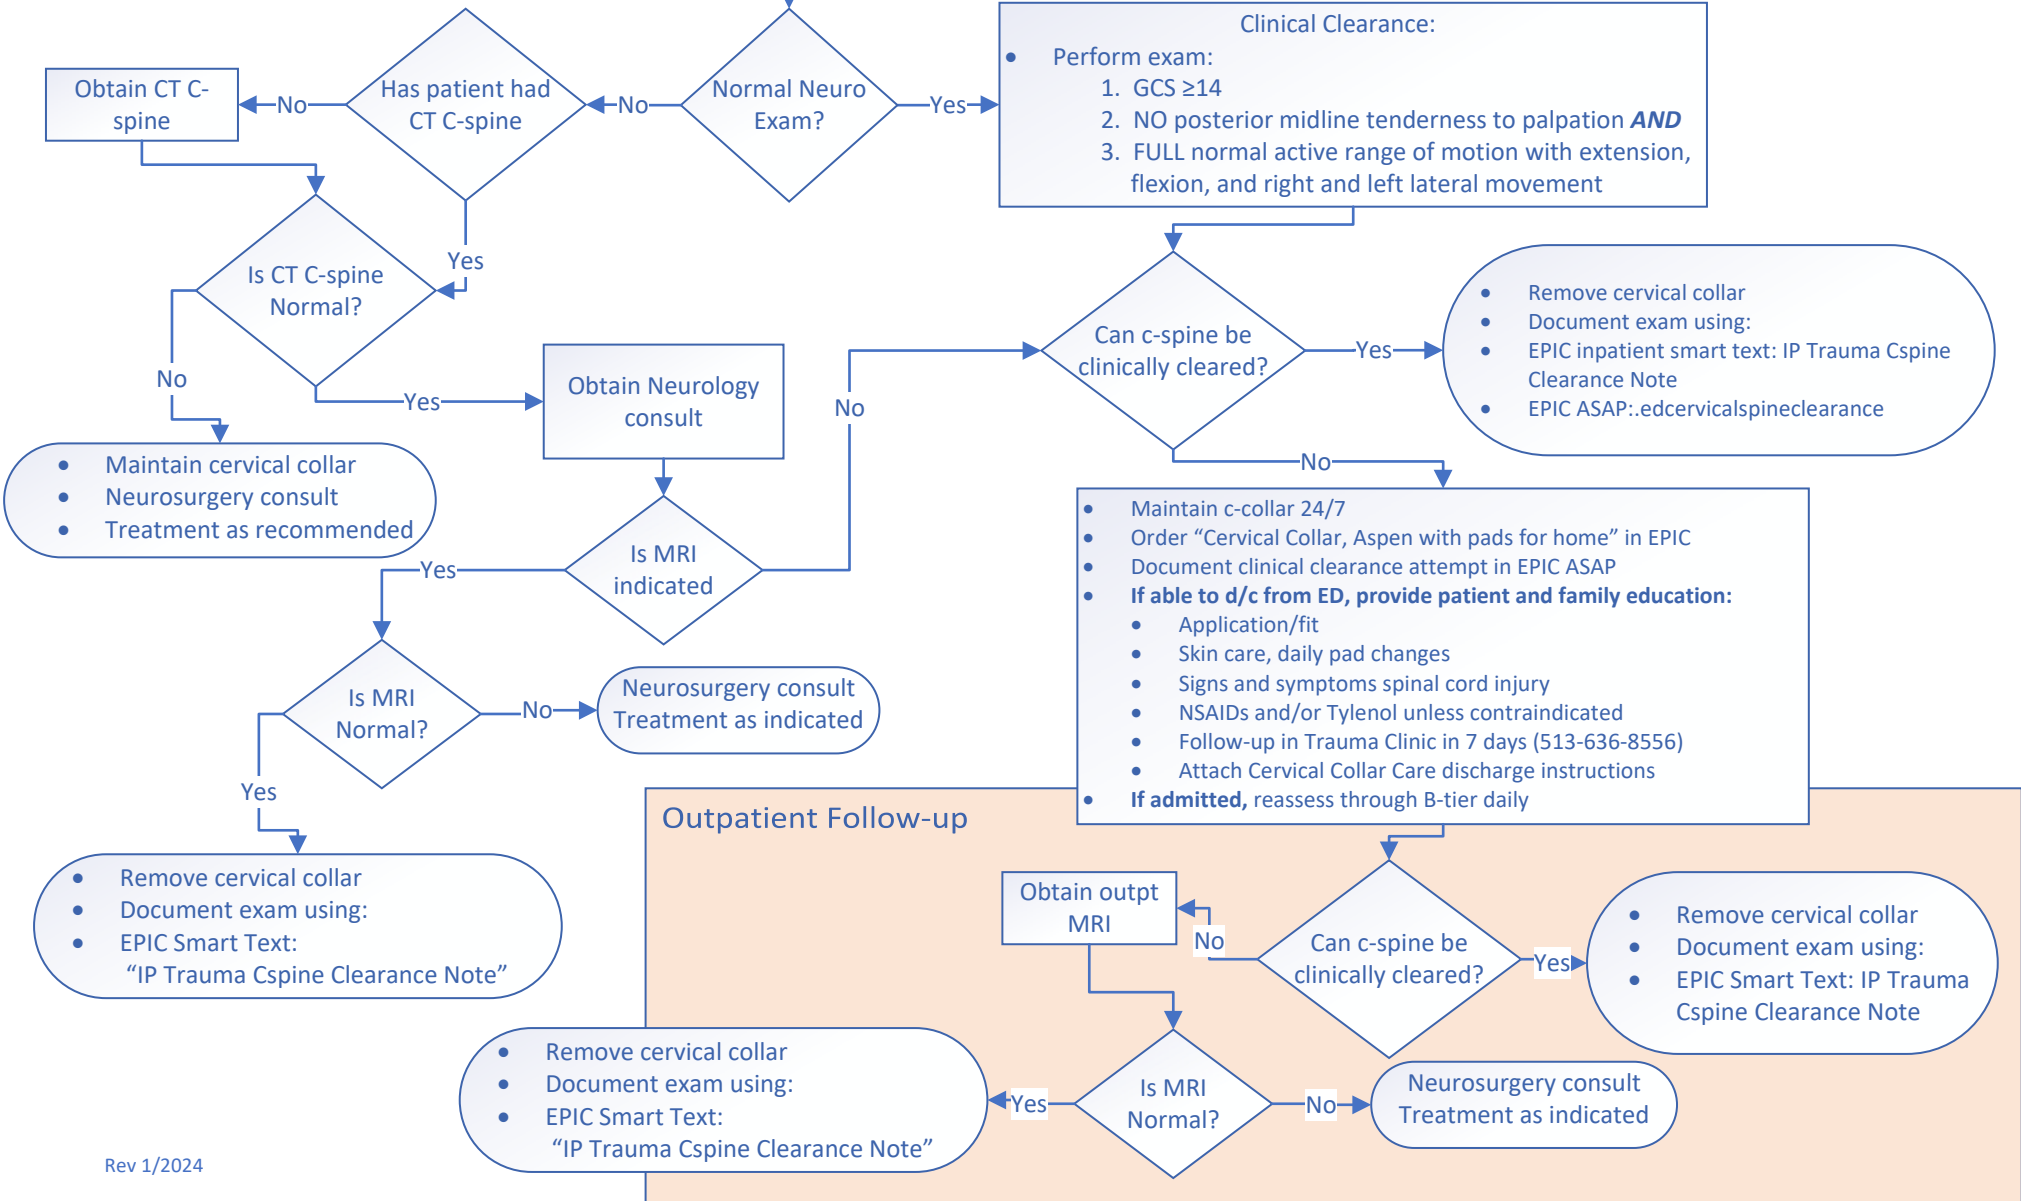 Clinical Clearance:
• Perform exam:
1. GCS ≥14
2. NO posterior midline tenderness to palpation AND
3. FULL normal active range of motion with extension,
flexion, and right and left lateral movement
Normal Neuro
Exam?
Yes
No
Has patient had
CT C-spine
No
Obtain CT C-
spine
Yes
Is CT C-spine
Normal?
No
• Maintain cervical collar
• Neurosurgery consult
• Treatment as recommended
Yes
Obtain Neurology
consult
Is MRI
indicated
No
Yes
Is MRI
Normal?
No
Neurosurgery consult
Treatment as indicated
Yes
• Remove cervical collar
• Document exam using:
• EPIC Smart Text:
“IP Trauma Cspine Clearance Note”
Can c-spine be
clinically cleared?
Yes
• Remove cervical collar
• Document exam using:
• EPIC inpatient smart text: IP Trauma Cspine
Clearance Note
• EPIC ASAP:.edcervicalspineclearance
No
• Maintain c-collar 24/7
• Order “Cervical Collar, Aspen with pads for home” in EPIC
• Document clinical clearance attempt in EPIC ASAP
• If able to d/c from ED, provide patient and family education:
• Application/fit
• Skin care, daily pad changes
• Signs and symptoms spinal cord injury
• NSAIDs and/or Tylenol unless contraindicated
• Follow-up in Trauma Clinic in 7 days (513-636-8556)
• Attach Cervical Collar Care discharge instructions
• If admitted, reassess through B-tier daily
Outpatient Follow-up
Can c-spine be
clinically cleared?
Yes
• Remove cervical collar
• Document exam using:
• EPIC Smart Text: IP Trauma
Cspine Clearance Note
No
Obtain outpt
MRI
Is MRI
Normal?
No
Neurosurgery consult
Treatment as indicated
Yes
• Remove cervical collar
• Document exam using:
• EPIC Smart Text:
“IP Trauma Cspine Clearance Note”
Rev 1/2024